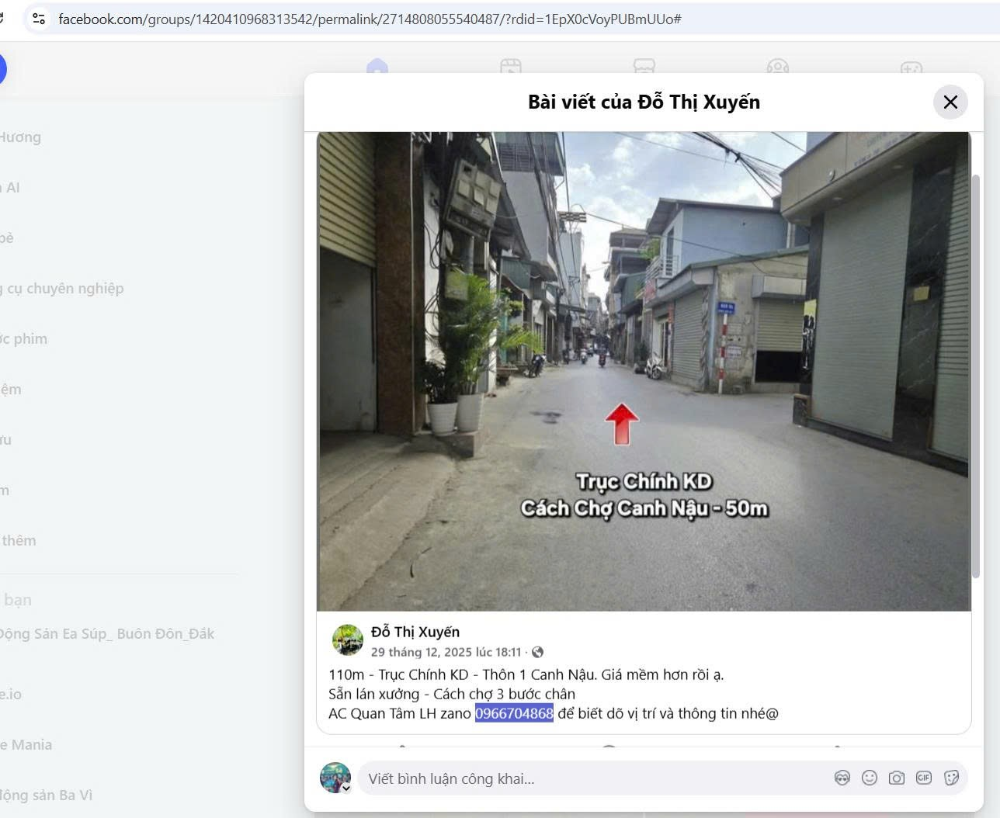 facebook.com/groups/1420410968313542/permalink/2714808055540487/?rdid=1EpX0cVoyPUBmUUo#
Bài viết của Đỗ Thị Xuyến
Hương
AI
bè
cụ chuyên nghiệp
phim
thêm
bạn
Động Sản Ea Súp_ Buôn Đôn_Đắk
e.io
e Mania
động sản Ba Vì
Trục Chính KD
Cách Chợ Canh Nậu - 50m
Đỗ Thị Xuyến
29 tháng 12, 2025 lúc 18:11 ·
110m - Trục Chính KD - Thôn 1 Canh Nậu. Giá mềm hơn rồi ạ.
Sẵn lán xưởng - Cách chợ 3 bước chân
AC Quan Tâm LH zano 0966704868 để biết dõ vị trí và thông tin nhé@
Viết bình luận công khai...
GIF